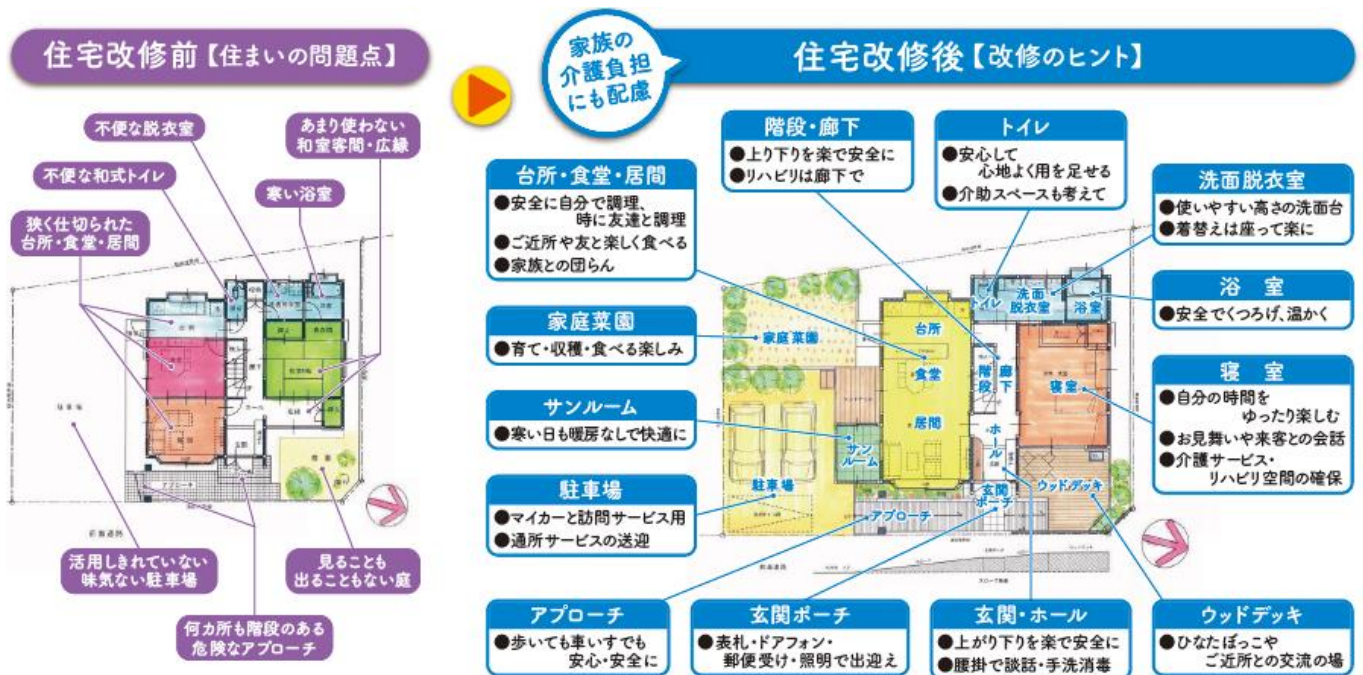 住宅改修前【住まいの問題点】
不便な脱衣室
あまり使わない
和室客間・広縁
不便な和式トイレ
寒い浴室
狭く仕切られた
台所・食堂・居間
台所
ホール
玄関
アプローチ
駐車場
前面道路
活用しきれていない
味気ない駐車場
見ることも
出ることもない庭
何カ所も階段のある
危険なアプローチ
家族の
介護負担
にも配慮
住宅改修後【改修のヒント】
階段・廊下
●上り下りを楽で安全に
●リハビリは廊下で
トイレ
●安心して
心地よく用を足せる
●介助スペースも考えて
台所・食堂・居間
●安全に自分で調理、
時に友達と調理
●ご近所や友と楽しく食べる
●家族との団らん
洗面脱衣室
●使いやすい高さの洗面台
●着替えは座って楽に
浴 室
●安全でくつろげ、温かく
家庭菜園
●育て・収穫・食べる楽しみ
サンルーム
●寒い日も暖房なしで快適に
寝 室
●自分の時間を
ゆったり楽しむ
●お見舞いや来客との会話
●介護サービス・
リハビリ空間の確保
駐車場
●マイカーと訪問サービス用
●通所サービスの送迎
トイレ
洗面
脱衣室
浴室
台所
家庭菜園
食堂
階段
廊下
寝室
居間
ホール
サン
ルーム
駐車場
玄関
ポーチ
ウッドデッキ
アプローチ
前面道路
アプローチ
●歩いても車いすでも
安心・安全に
玄関ポーチ
●表札・ドアフォン・
郵便受け・照明で出迎え
玄関・ホール
●上がり下りを楽で安全に
●腰掛で談話・手洗消毒
ウッドデッキ
●ひなたぼっこや
ご近所との交流の場